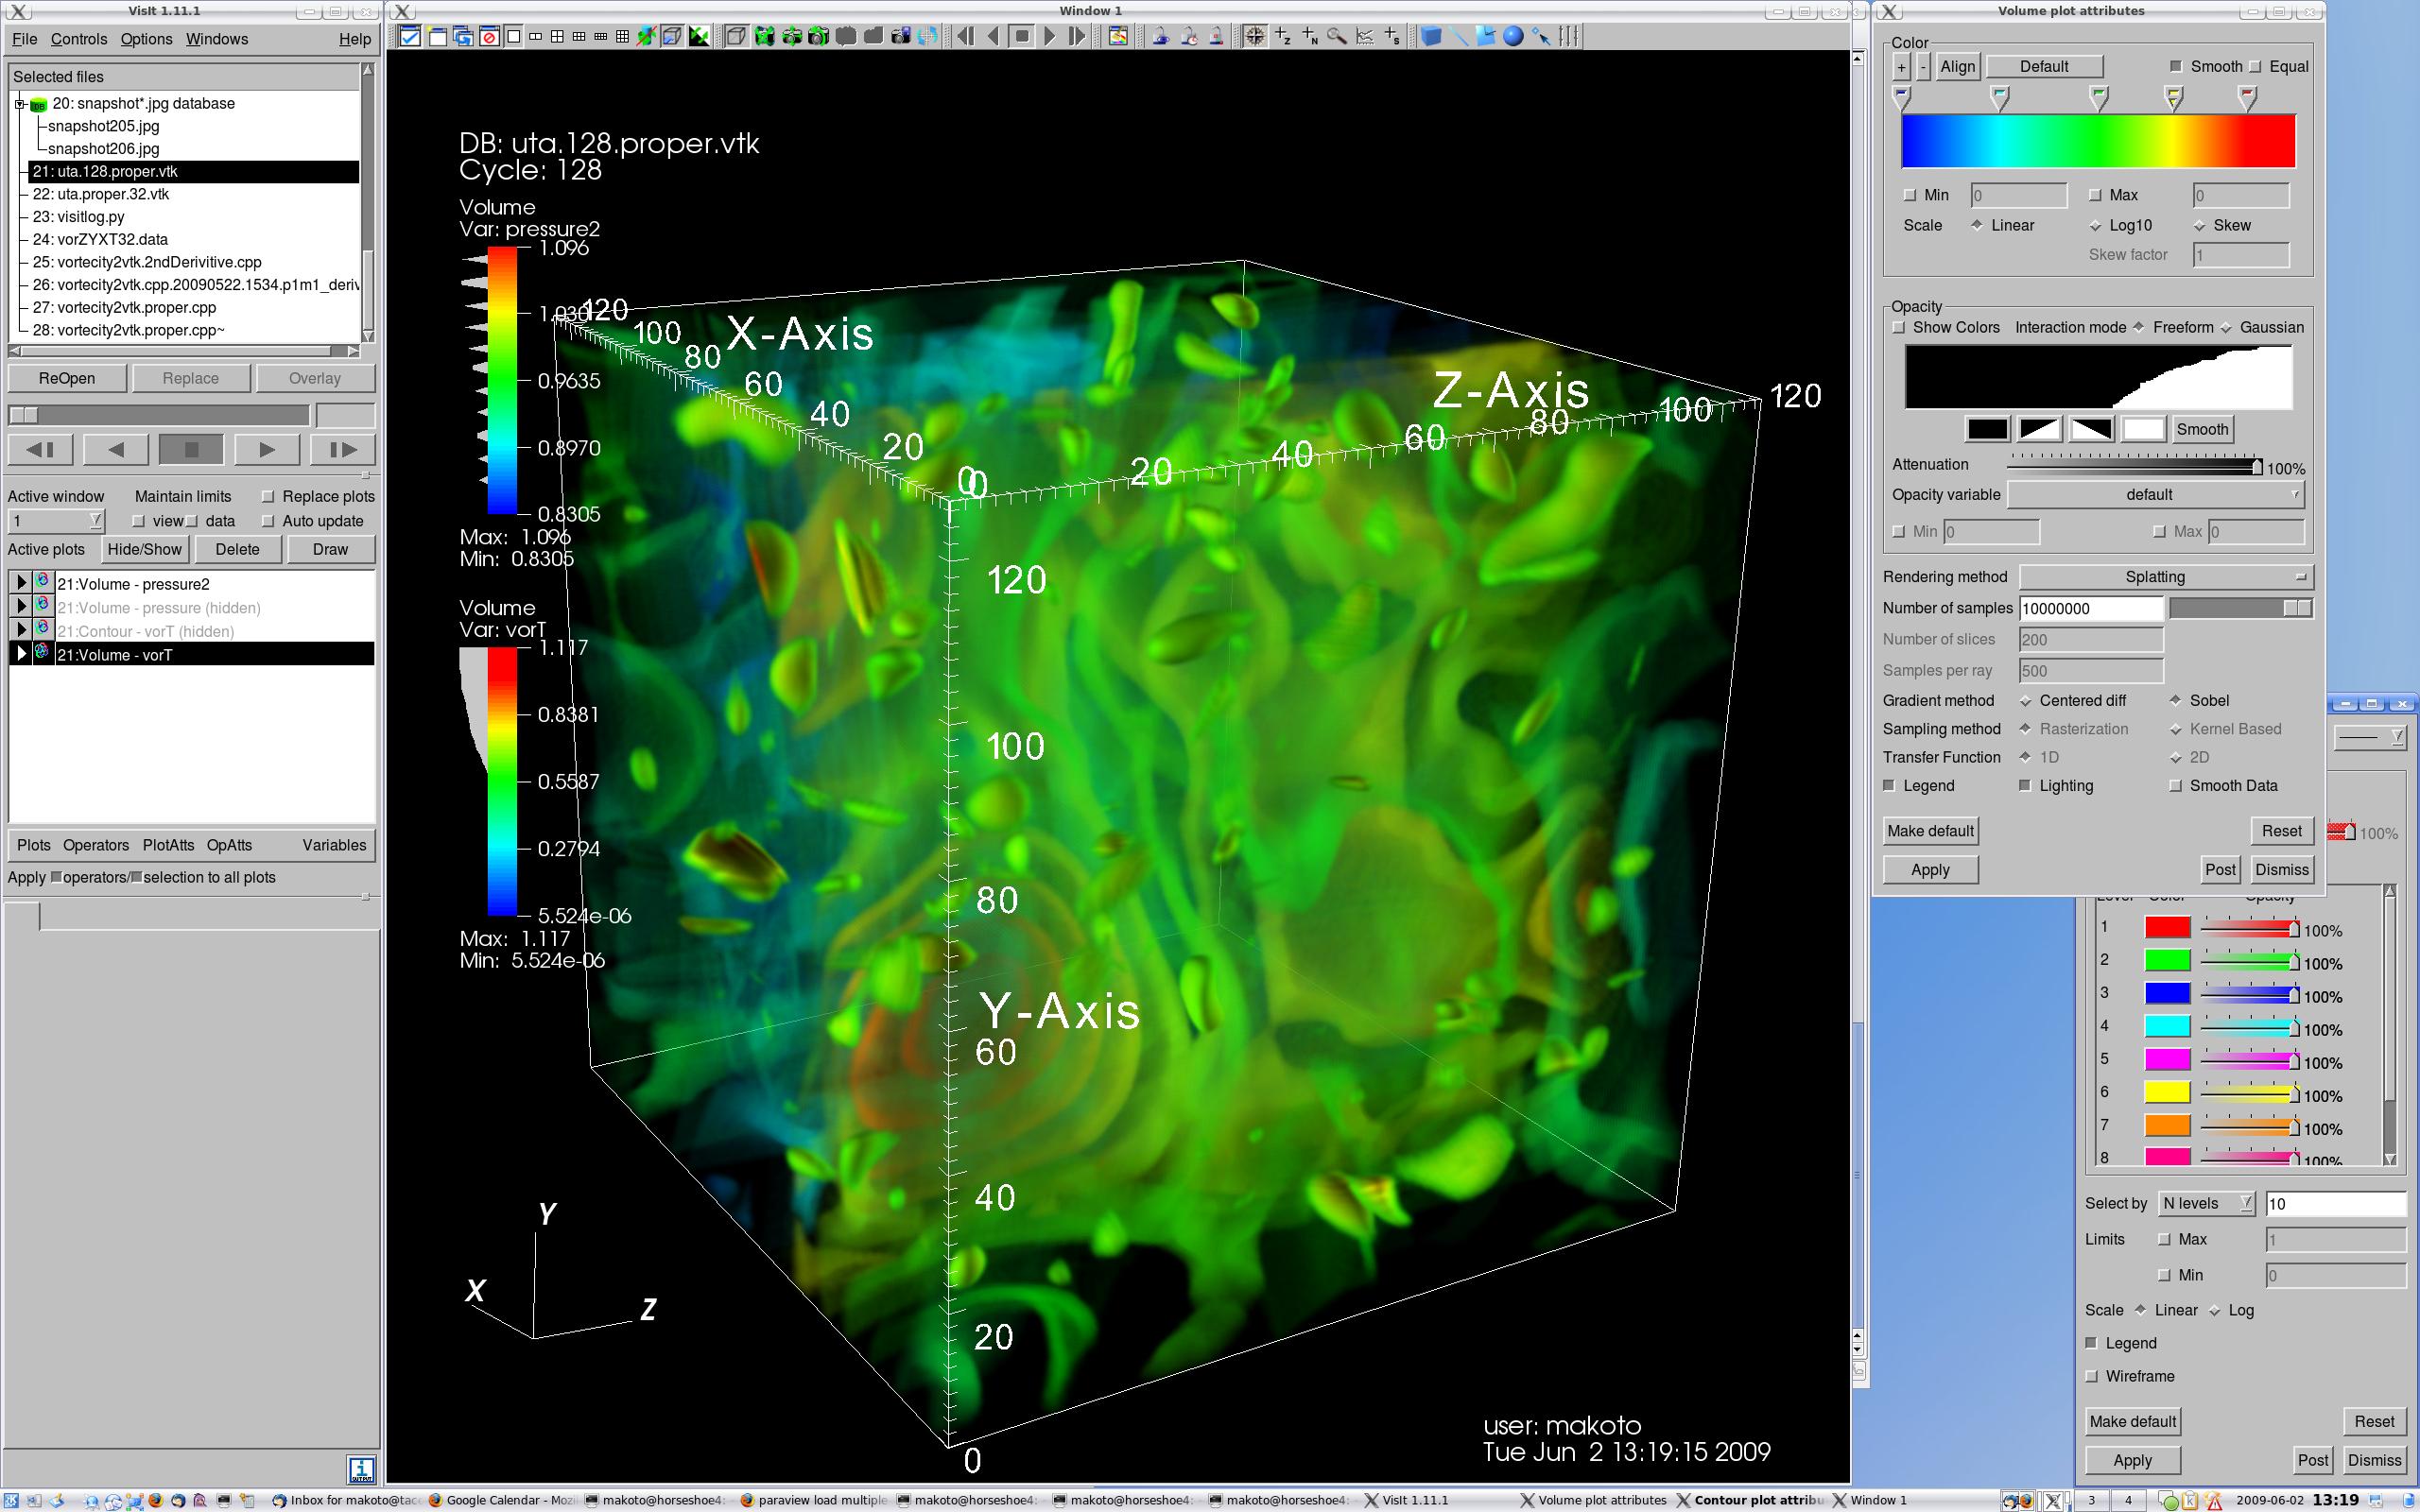 VisIt 1.11.1
File Controls Options Windows Help
Selected files
20: snapshot*.jpg database
snapshot205.jpg
snapshot206.jpg
21: uta.128.proper.vtk
22: uta.proper.32.vtk
23: visitlog.py
24: vorZYXT32.data
25: vortecity2vtk.2ndDerivitive.cpp
26: vortecity2vtk.cpp.20090522.1534.p1m1_deriv
27: vortecity2vtk.proper.cpp
28: vortecity2vtk.proper.cpp~
ReOpen Replace Overlay
Active window Maintain limits Replace plots
1 view data Auto update
Active plots Hide/Show Delete Draw
21:Volume - pressure2
21:Volume - pressure (hidden)
21:Contour - vorT (hidden)
21:Volume - vorT
Plots Operators PlotAtts OpAtts Variables
Apply operators/ selection to all plots
Window 1
DB: uta.128.proper.vtk
Cycle: 128
Volume
Var: pressure2
1.096
1.030
0.9635
0.8970
0.8305
Max: 1.096
Min: 0.8305
Volume
Var: vorT
1.117
0.8381
0.5587
0.2794
5.524e-06
Max: 1.117
Min: 5.524e-06
X-Axis
120
100
80
60
40
20
0
Z-Axis
0
20
40
60
80
100
120
120
100
80
Y-Axis
60
40
20
0
Y
X
Z
user: makoto
Tue Jun 2 13:19:15 2009
Volume plot attributes
Color
+ - Align Default Smooth Equal
Min 0 Max 0
Scale Linear Log10 Skew
Skew factor 1
Opacity
Show Colors Interaction mode Freeform Gaussian
Smooth
Attenuation 100%
Opacity variable default
Min 0 Max 0
Rendering method Splatting
Number of samples 10000000
Number of slices 200
Samples per ray 500
Gradient method Centered diff Sobel
Sampling method Rasterization Kernel Based
Transfer Function 1D 2D
Legend Lighting Smooth Data
Make default Reset
Apply Post Dismiss
100%
1 100%
2 100%
3 100%
4 100%
5 100%
6 100%
7 100%
8 100%
Select by N levels 10
Limits Max 1
Min 0
Scale Linear Log
Legend
Wireframe
Make default Reset
Apply Post Dismiss
Inbox for makoto@tac
Google Calendar - Mozi
makoto@horseshoe4:
paraview load multiple
makoto@horseshoe4:
makoto@horseshoe4:
makoto@horseshoe4:
VisIt 1.11.1
Volume plot attributes
Contour plot attribu
Window 1
3 4 2009-06-02 13:19